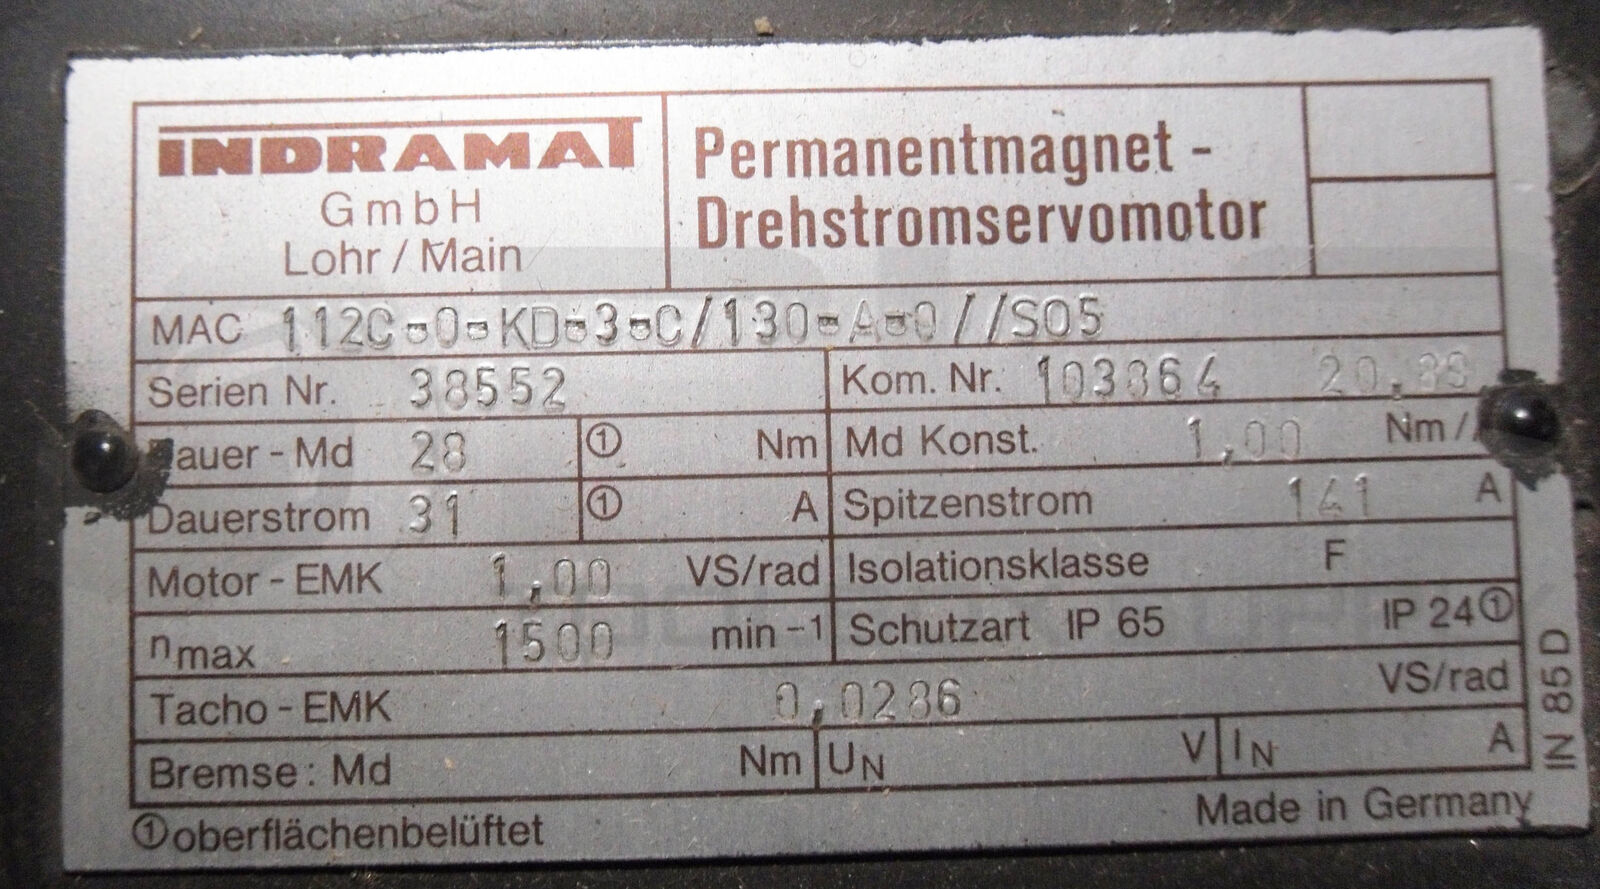 INDRAMAT
GmbH
Lohr / Main
Permanentmagnet -
Drehstromservomotor
MAC 112C-0-KD-3-C/130-A-0//S05
Serien Nr. 38552
Kom. Nr. 103864 20.89
Dauer - Md 28 ① Nm
Md Konst. 1,00 Nm/
Dauerstrom 31 ① A
Spitzenstrom 141 A
Motor - EMK 1,00 VS/rad
Isolationsklasse F
nmax 1500 min-1
Schutzart IP 65 IP 24①
Tacho - EMK 0,0286 VS/rad
Bremse: Md Nm UN V IN A
①oberflächenbelüftet
Made in Germany
IN 85 D